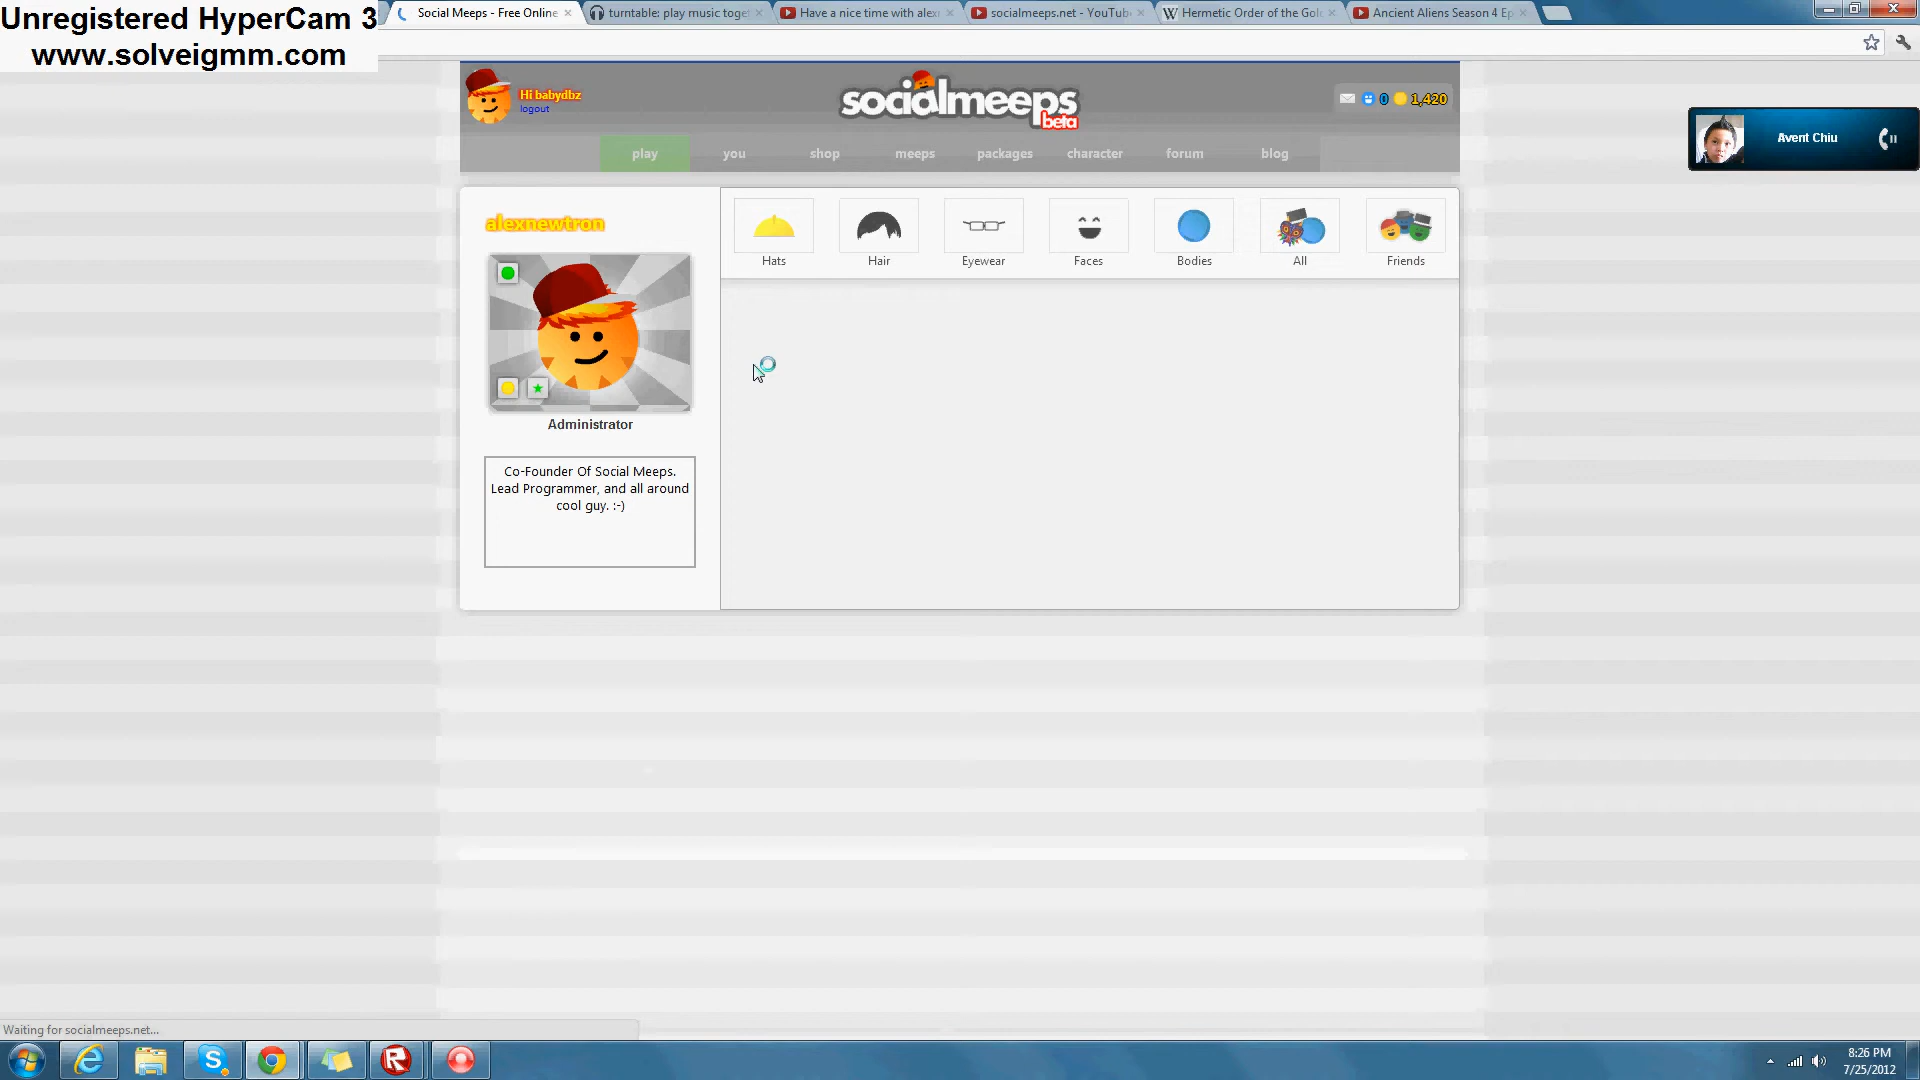 Unregistered HyperCam 3
www.solveigmm.com
Social Meeps - Free Online
turntable: play music toge
Have a nice time with alex
socialmeeps.net - YouTube
Hermetic Order of the Gol
Ancient Aliens Season 4 Ep
Hi babydbz
logout
socialmeeps
beta
0
1,420
Avent Chiu
play
you
shop
meeps
packages
character
forum
blog
alexnewtron
Hats
Hair
Eyewear
Faces
Bodies
All
Friends
Administrator
Co-Founder Of Social Meeps.
Lead Programmer, and all around
cool guy. :-)
Waiting for socialmeeps.net...
8:26 PM
7/25/2012